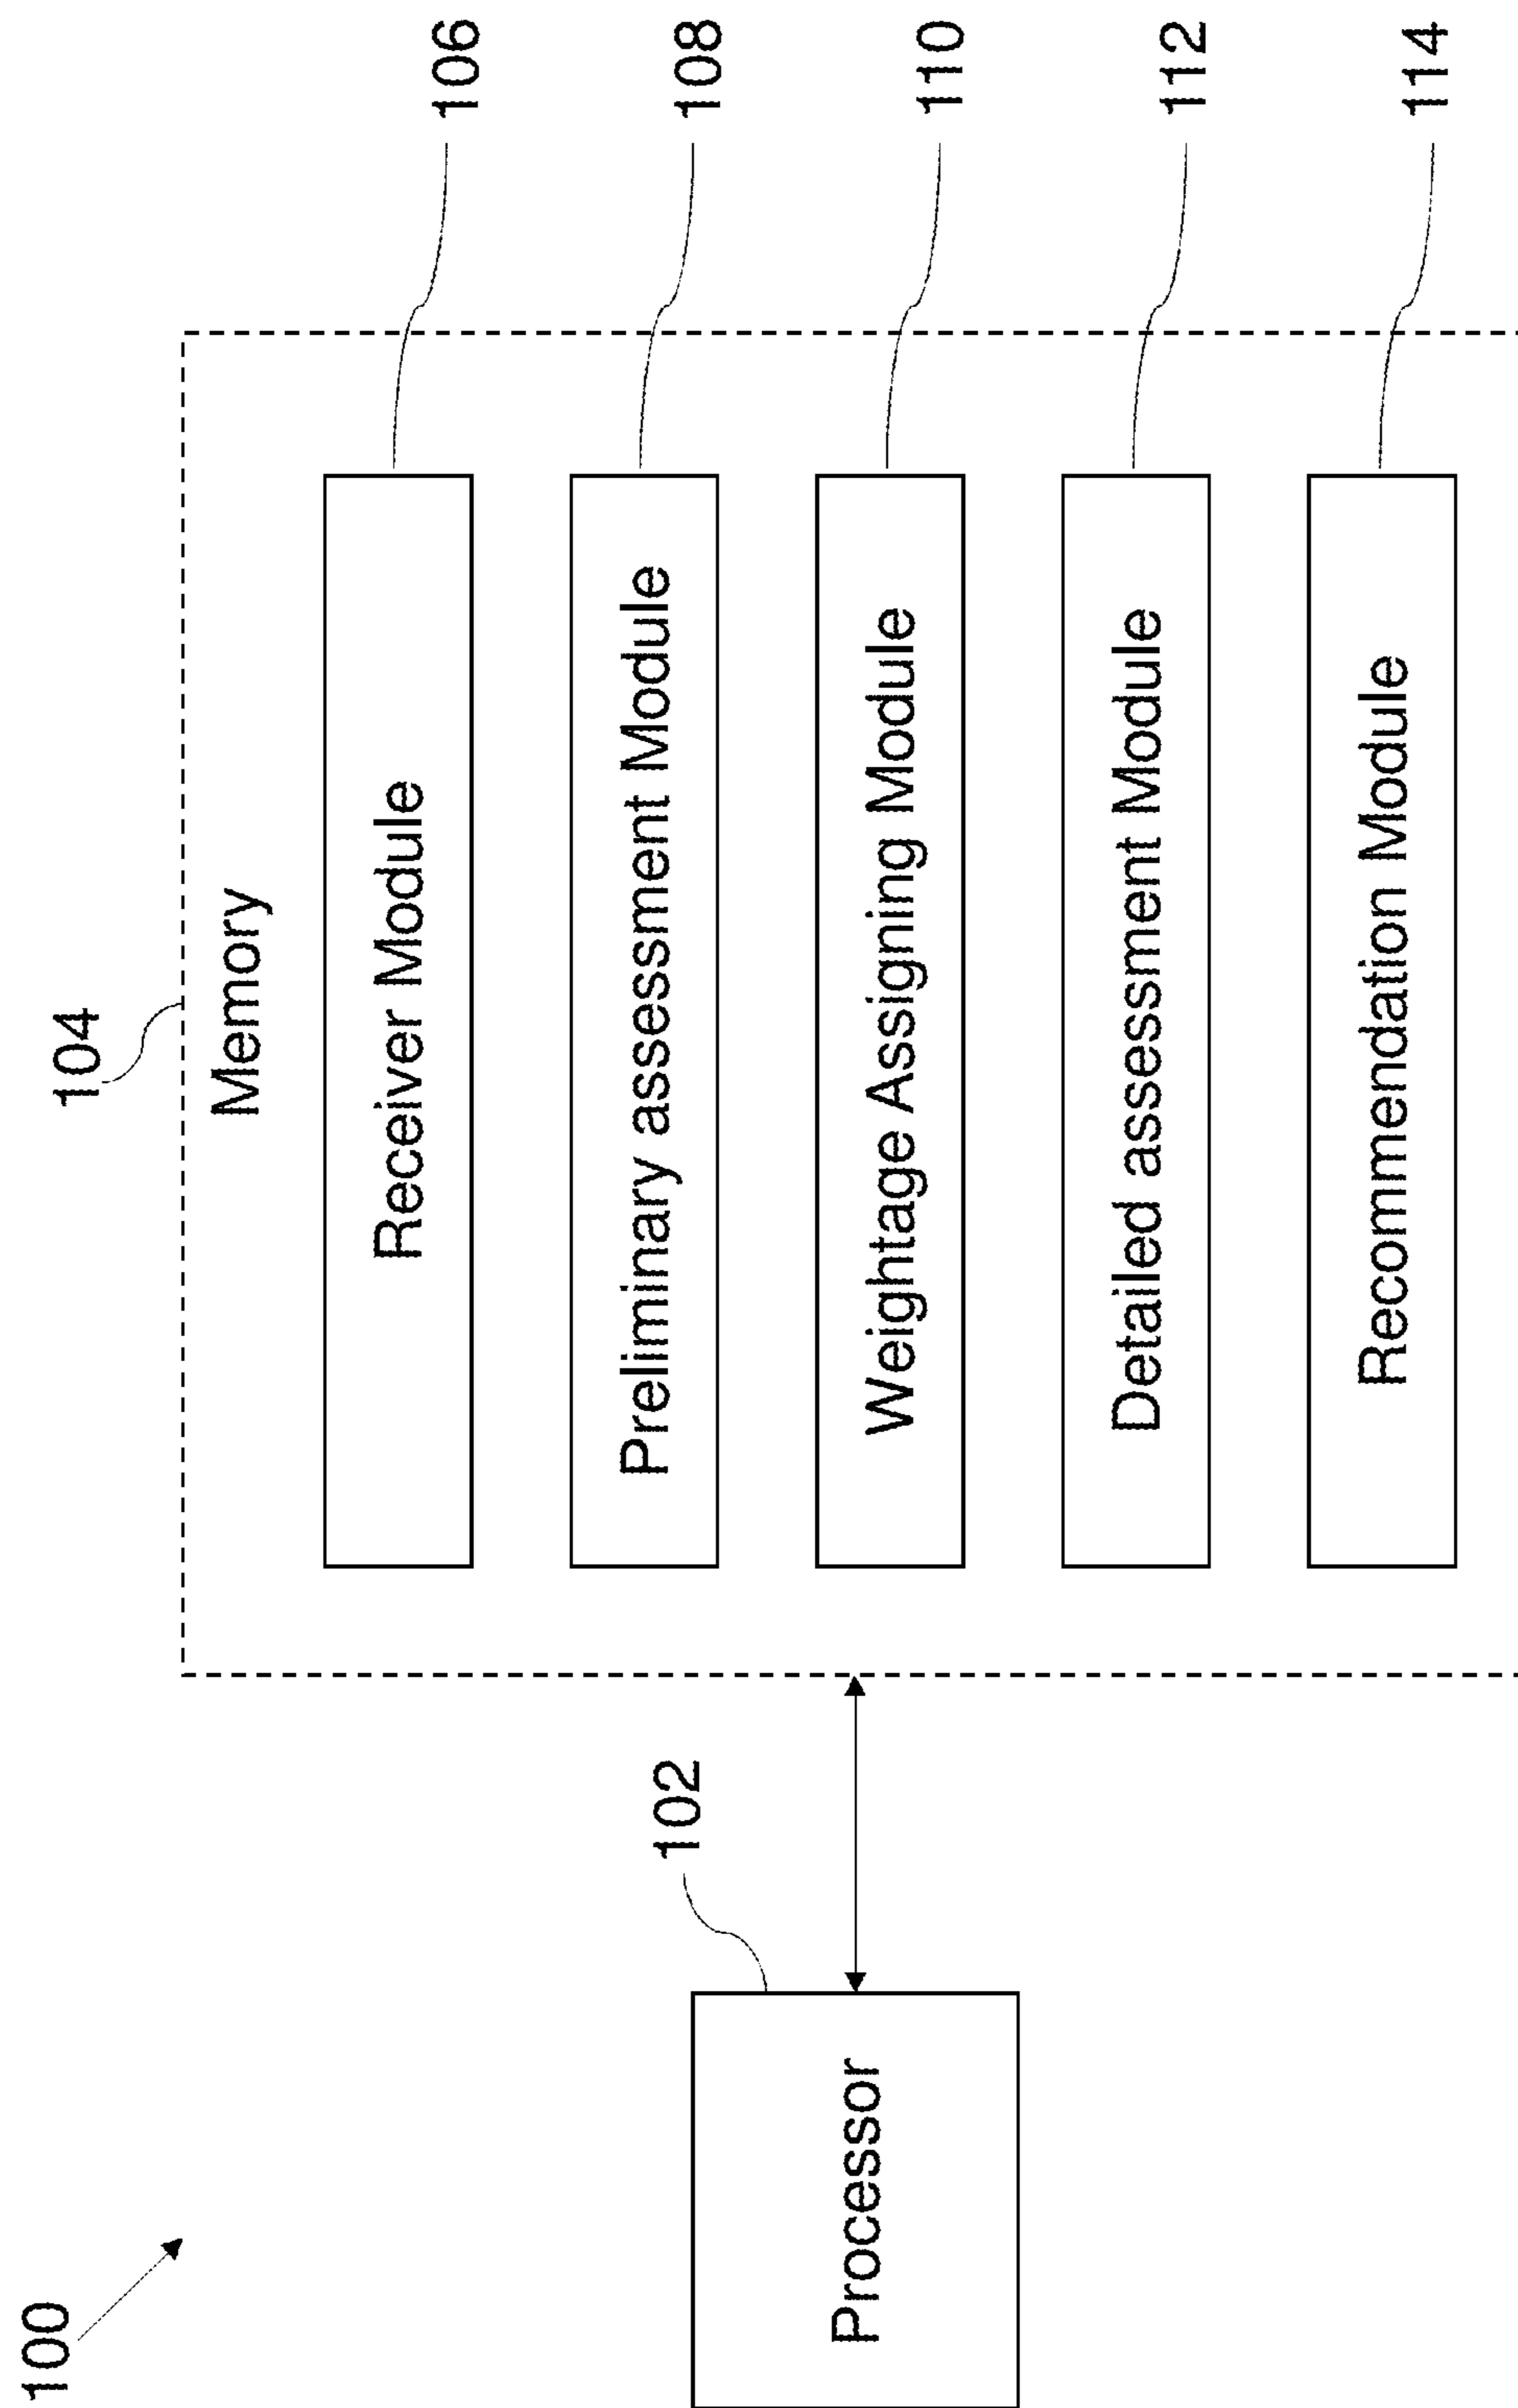 100
104
Memory
Receiver Module
106
Preliminary assessment Module
108
102
Processor
Weightage Assigning Module
110
Detailed assessment Module
112
Recommendation Module
114